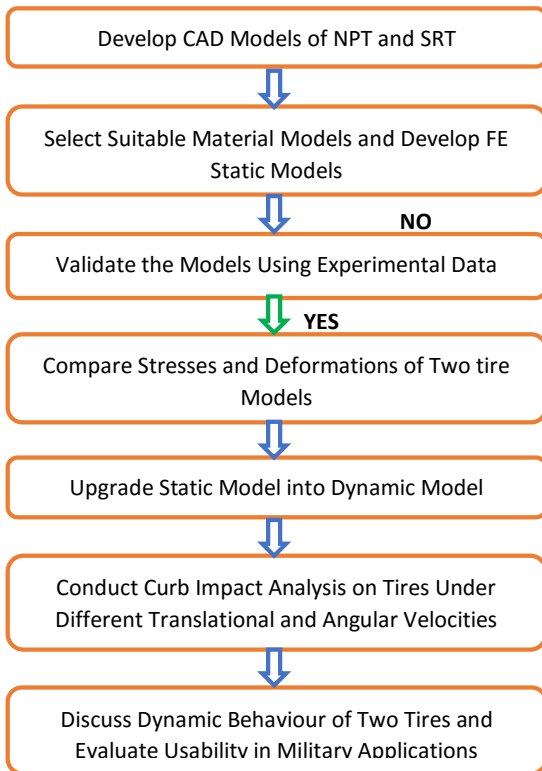 Develop CAD Models of NPT and SRT
Select Suitable Material Models and Develop FE
Static Models
NO
Validate the Models Using Experimental Data
YES
Compare Stresses and Deformations of Two tire
Models
Upgrade Static Model into Dynamic Model
Conduct Curb Impact Analysis on Tires Under
Different Translational and Angular Velocities
Discuss Dynamic Behaviour of Two Tires and
Evaluate Usability in Military Applications